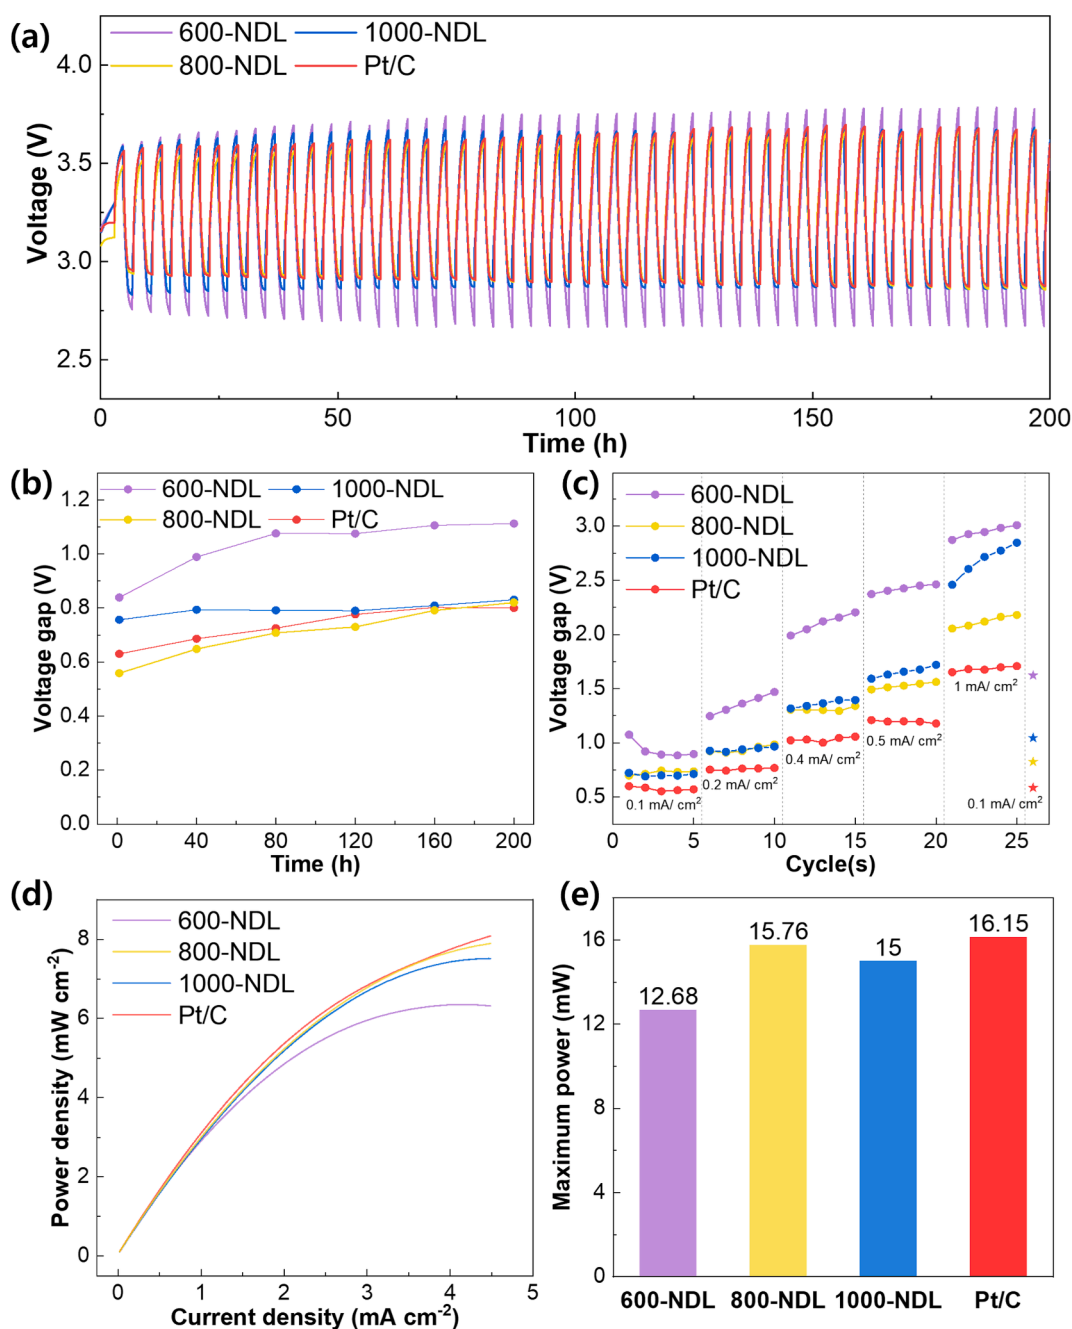 (a)
600-NDL 1000-NDL
800-NDL Pt/C
Voltage (V)
4.0
3.5
3.0
2.5
0 50 100 150 200
Time (h)
(b)
600-NDL 1000-NDL
800-NDL Pt/C
Voltage gap (V)
1.2
1.0
0.8
0.6
0.4
0.2
0.0
0 40 80 120 160 200
Time (h)
(c)
600-NDL
800-NDL
1000-NDL
Pt/C
Voltage gap (V)
3.0
2.5
2.0
1.5
1.0
0.5
0.1 mA/ cm²
0.2 mA/ cm²
0.4 mA/ cm²
0.5 mA/ cm²
1 mA/ cm²
0.1 mA/ cm²
0 5 10 15 20 25
Cycle(s)
(d)
600-NDL
800-NDL
1000-NDL
Pt/C
Power density (mW cm⁻²)
8
6
4
2
0
0 1 2 3 4 5
Current density (mA cm⁻²)
(e)
Maximum power (mW)
16
12
8
4
0
12.68
15.76
15
16.15
600-NDL 800-NDL 1000-NDL Pt/C